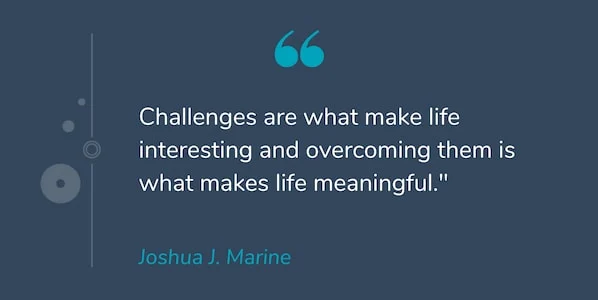 “
Challenges are what make life
interesting and overcoming them is
what makes life meaningful."
Joshua J. Marine